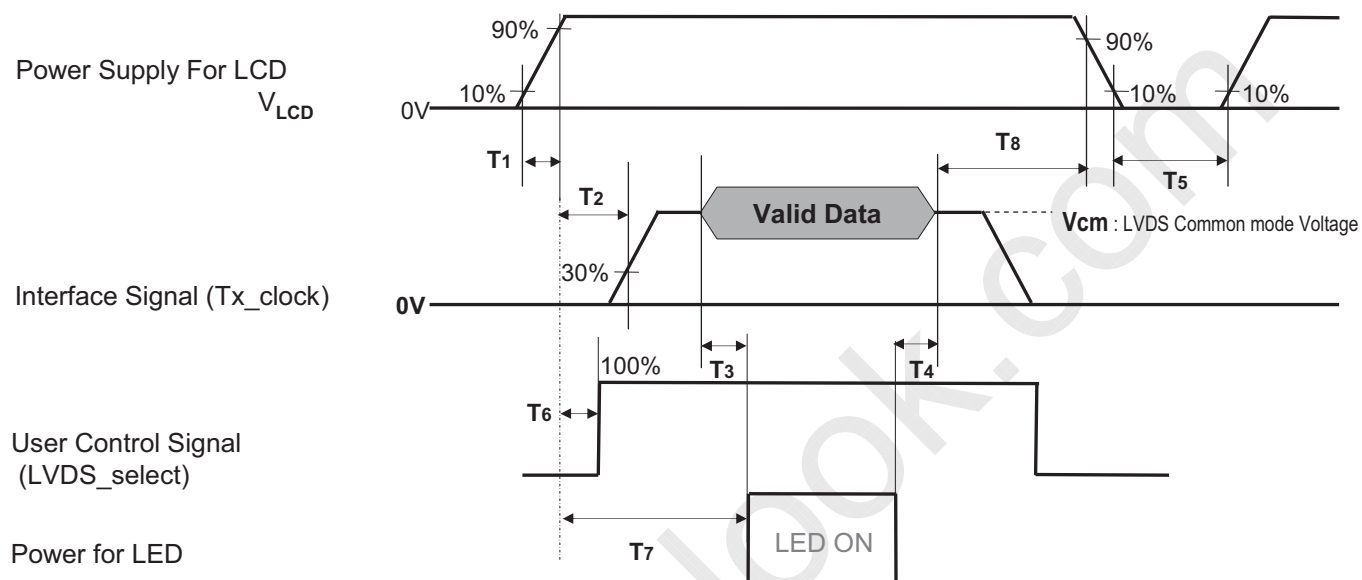 90%
90%
Power Supply For LCD
VLCD
10%
10%
10%
0V
T1
T8
T2
T5
Valid Data
Vcm : LVDS Common mode Voltage
30%
Interface Signal (Tx_clock)
0V
100%
T3
T4
T6
User Control Signal
(LVDS_select)
T7
LED ON
Power for LED
look.com